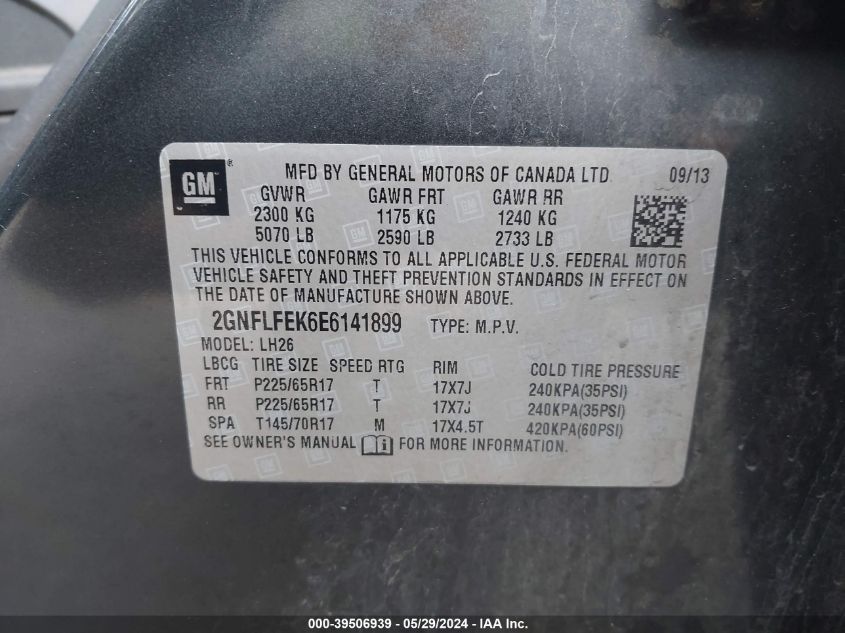 GM ® MFD BY GENERAL MOTORS OF CANADA LTD 09/13
GVWR GAWR FRT GAWR RR
2300 KG 1175 KG 1240 KG
5070 LB 2590 LB 2733 LB
THIS VEHICLE CONFORMS TO ALL APPLICABLE U.S. FEDERAL MOTOR
VEHICLE SAFETY AND THEFT PREVENTION STANDARDS IN EFFECT ON
THE DATE OF MANUFACTURE SHOWN ABOVE.
2GNFLFEK6E6141899 TYPE: M.P.V.
MODEL: LH26
LBCG TIRE SIZE SPEED RTG RIM COLD TIRE PRESSURE
FRT P225/65R17 T 17X7J 240KPA(35PSI)
RR P225/65R17 T 17X7J 240KPA(35PSI)
SPA T145/70R17 M 17X4.5T 420KPA(60PSI)
SEE OWNER'S MANUAL FOR MORE INFORMATION.
000-39506939 - 05/29/2024 - IAA Inc.